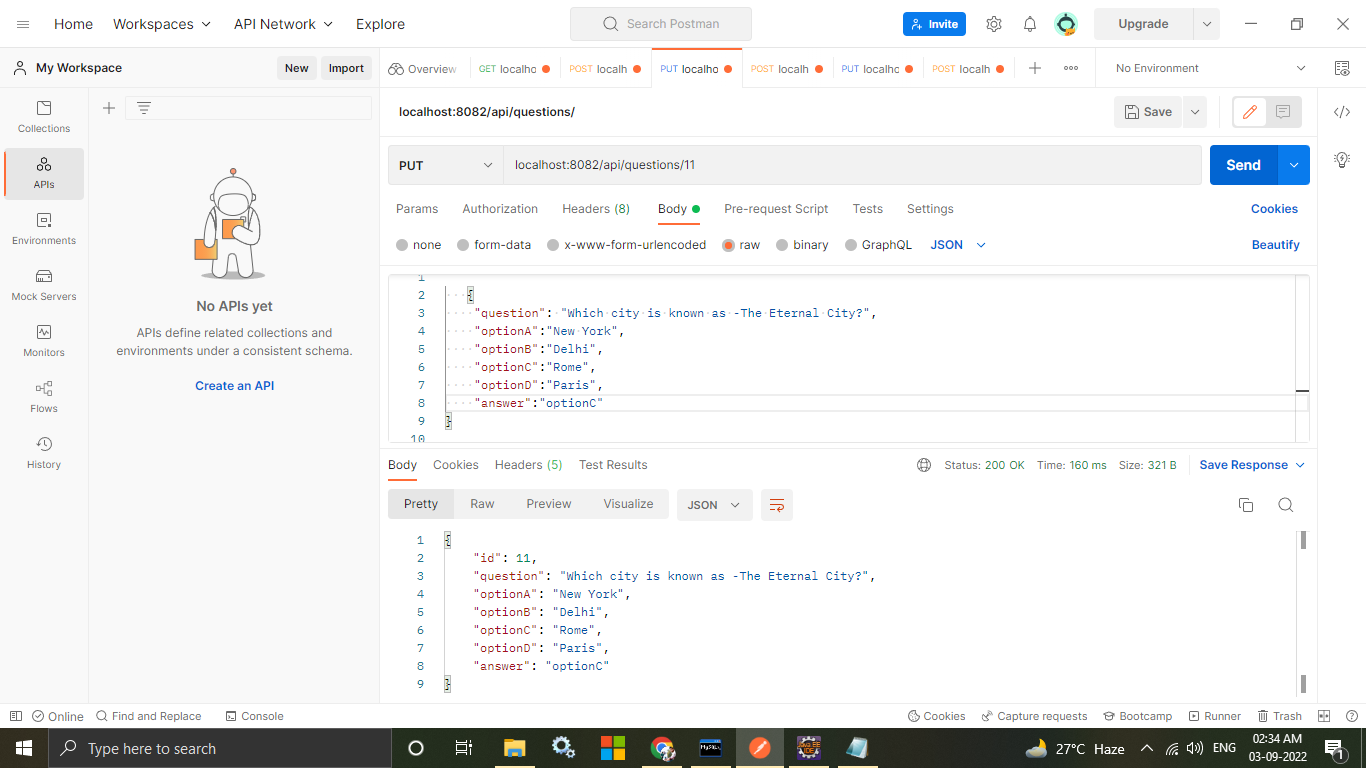 Home Workspaces API Network Explore Search Postman Invite Upgrade
My Workspace New Import Overview GET localho POST localh PUT localho POST localh PUT localhc POST localh No Environment
Collections
APIs
Environments
Mock Servers
Monitors
Flows
History
No APIs yet
APIs define related collections and
environments under a consistent schema.
Create an API
localhost:8082/api/questions/ Save
PUT localhost:8082/api/questions/11 Send
Params Authorization Headers (8) Body Pre-request Script Tests Settings Cookies
none form-data x-www-form-urlencoded raw binary GraphQL JSON Beautify
1
2 {
3 "question": "Which city is known as -The Eternal City?",
4 "optionA":"New York",
5 "optionB":"Delhi",
6 "optionC":"Rome",
7 "optionD":"Paris",
8 "answer":"optionC"
9 }
10
Body Cookies Headers (5) Test Results Status: 200 OK Time: 160 ms Size: 321 B Save Response
Pretty Raw Preview Visualize JSON
1 {
2 "id": 11,
3 "question": "Which city is known as -The Eternal City?",
4 "optionA": "New York",
5 "optionB": "Delhi",
6 "optionC": "Rome",
7 "optionD": "Paris",
8 "answer": "optionC"
9 }
Online Find and Replace Console Cookies Capture requests Bootcamp Runner Trash
Type here to search MySQL Java EE IDE 27°C Haze ENG 02:34 AM
03-09-2022 1